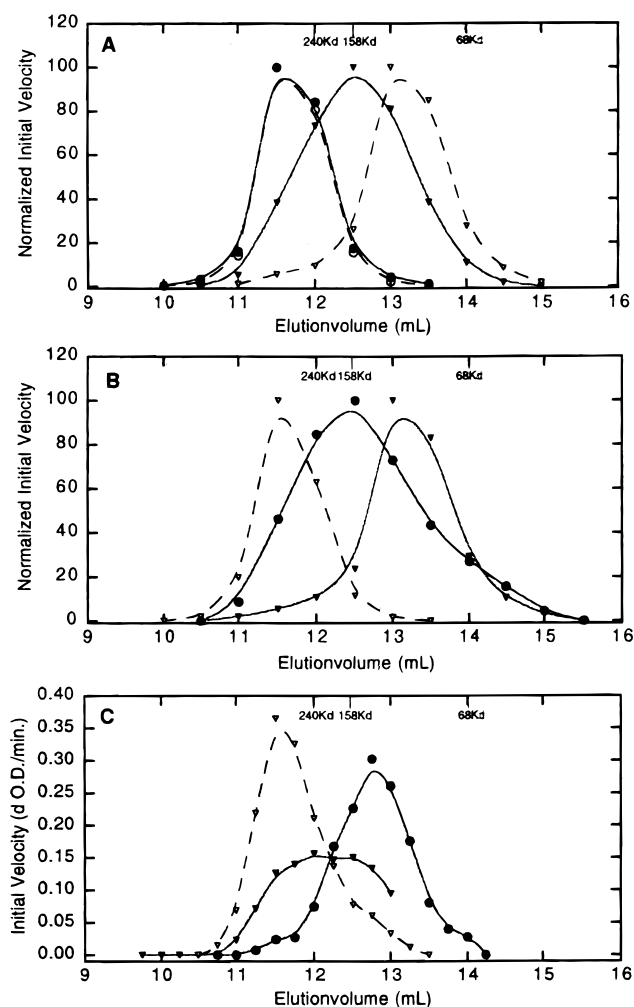 A
240Kd 158Kd 68Kd
120
100
80
60
40
20
0
Normalized Initial Velocity
9 10 11 12 13 14 15 16
Elutionvolume (mL)
B
240Kd 158Kd 68Kd
120
100
80
60
40
20
0
Normalized Initial Velocity
9 10 11 12 13 14 15 16
Elutionvolume (mL)
C
240Kd 158Kd 68Kd
0.40
0.35
0.30
0.25
0.20
0.15
0.10
0.05
0.00
Initial Velocity (d O.D./min.)
9 10 11 12 13 14 15 16
Elutionvolume (mL)